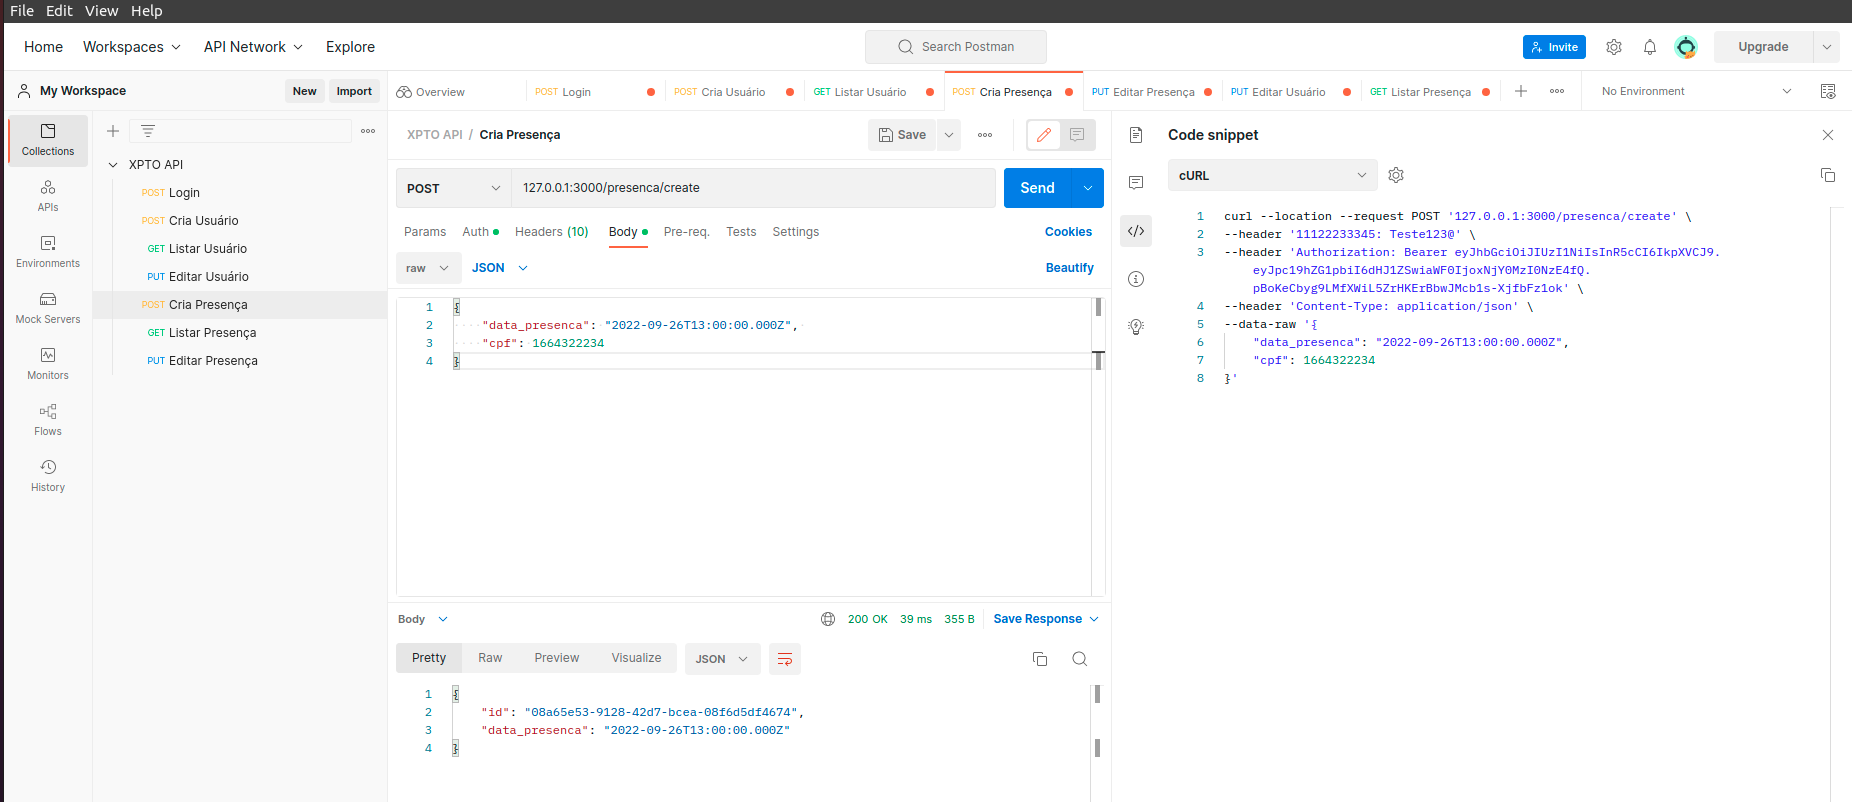 File Edit View Help
Home Workspaces API Network Explore Search Postman Invite Upgrade
My Workspace New Import
Overview POST Login POST Cria Usuário GET Listar Usuário POST Cria Presença PUT Editar Presença PUT Editar Usuário GET Listar Presença No Environment
Collections
APIs
Environments
Mock Servers
Monitors
Flows
History
XPTO API
POST Login
POST Cria Usuário
GET Listar Usuário
PUT Editar Usuário
POST Cria Presença
GET Listar Presença
PUT Editar Presença
XPTO API / Cria Presença Save
POST 127.0.0.1:3000/presenca/create Send
Params Auth Headers (10) Body Pre-req. Tests Settings Cookies
raw JSON Beautify
1 {
2 "data_presenca": "2022-09-26T13:00:00.000Z",
3 "cpf": 1664322234
4 }
Body 200 OK 39 ms 355 B Save Response
Pretty Raw Preview Visualize JSON
1 {
2 "id": "08a65e53-9128-42d7-bcea-08f6d5df4674",
3 "data_presenca": "2022-09-26T13:00:00.000Z"
4 }
Code snippet
cURL
1 curl --location --request POST '127.0.0.1:3000/presenca/create' \
2 --header '11122233345: Teste123@' \
3 --header 'Authorization: Bearer eyJhbGciOiJIUzI1NiIsInR5cCI6IkpXVCJ9.
eyJpc19hZG1pbiI6dHJ1ZSwiaWF0IjoxNjY0MzI0NzE4fQ.
pBoKeCbyg9LMfXWiL5ZrHKErBbwJMcb1s-XjfbFz1ok' \
4 --header 'Content-Type: application/json' \
5 --data-raw '{
6 "data_presenca": "2022-09-26T13:00:00.000Z",
7 "cpf": 1664322234
8 }'